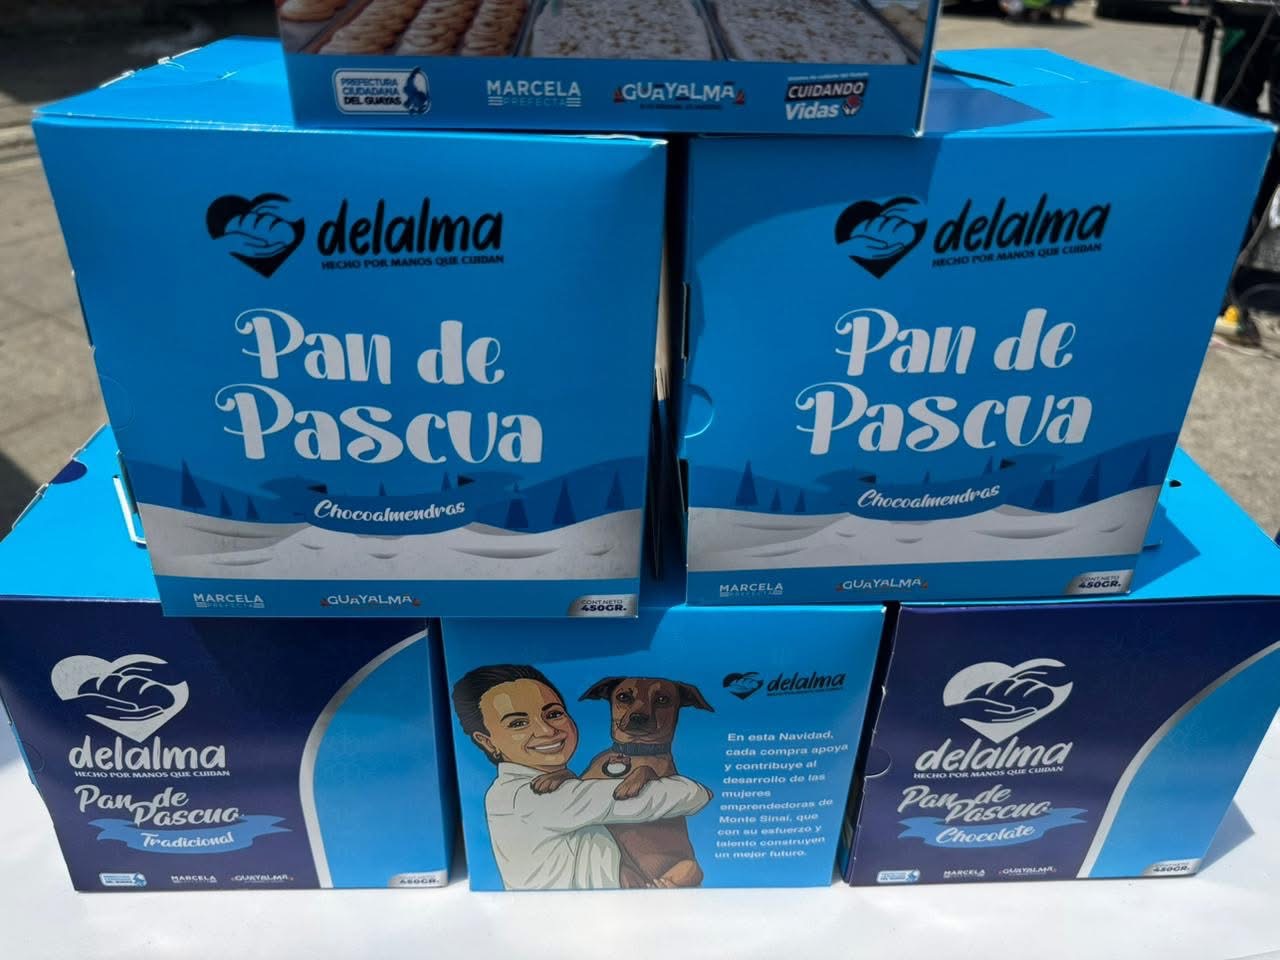 PREFECTURA
CIUDADANA
DEL GUAYAS
MARCELA
PREFECTA
GUAYALMA
CUIDANDO
Vidas
delalma
HECHO POR MANOS QUE CUIDAN
Pan de
Pascua
Chocoalmendras
MARCELA
PREFECTA
GUAYALMA
CONT.NETO
450GR.
delalma
HECHO POR MANOS QUE CUIDAN
Pan de
Pascua
Chocoalmendras
MARCELA
PREFECTA
GUAYALMA
CONT.NETO
450GR.
delalma
HECHO POR MANOS QUE CUIDAN
Pan de
Pascua
Tradicional
MARCELA
GUAYALMA
450GR.
delalma
En esta Navidad,
cada compra apoya
y contribuye al
desarrollo de las
mujeres
emprendedoras de
Monte Sinaí, que
con su esfuerzo y
talento construyen
un mejor futuro.
delalma
HECHO POR MANOS QUE CUIDAN
Pan de
Pascua
Chocolate
MARCELA
GUAYALMA
450GR.